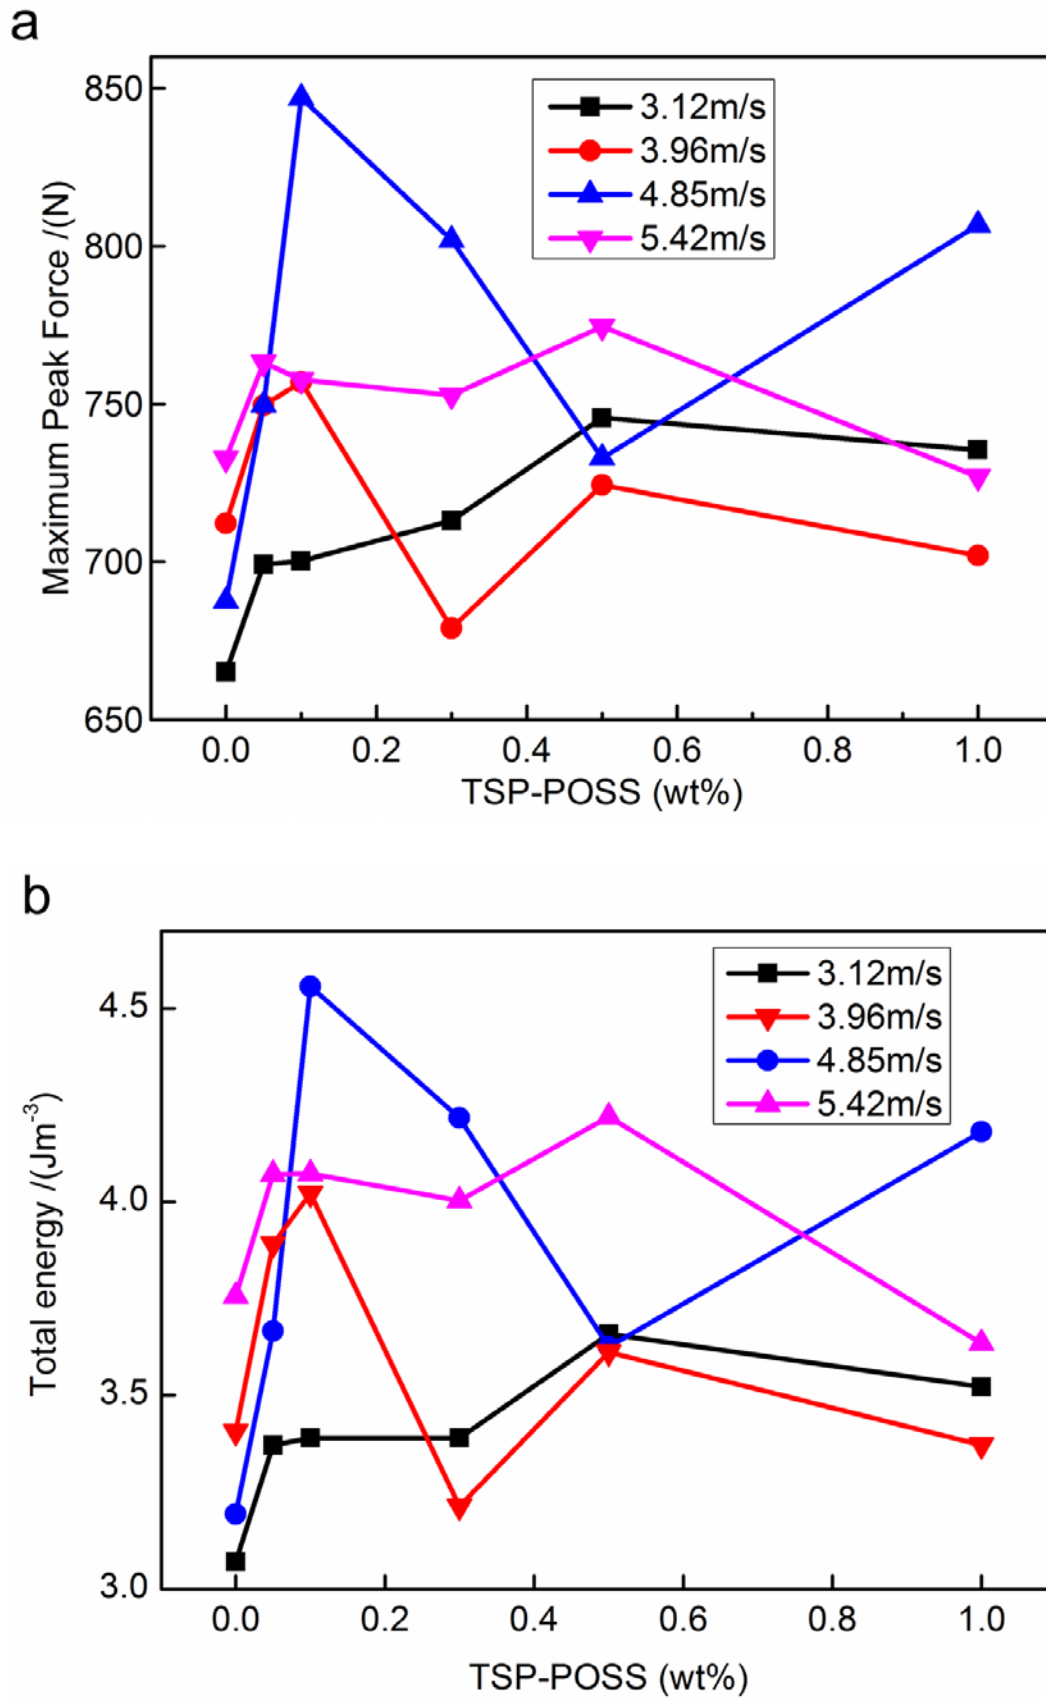 a
850
800
750
700
650
Maximum Peak Force /(N)
3.12m/s
3.96m/s
4.85m/s
5.42m/s
0.0 0.2 0.4 0.6 0.8 1.0
TSP-POSS (wt%)
b
4.5
4.0
3.5
3.0
Total energy /(Jm⁻³)
3.12m/s
3.96m/s
4.85m/s
5.42m/s
0.0 0.2 0.4 0.6 0.8 1.0
TSP-POSS (wt%)